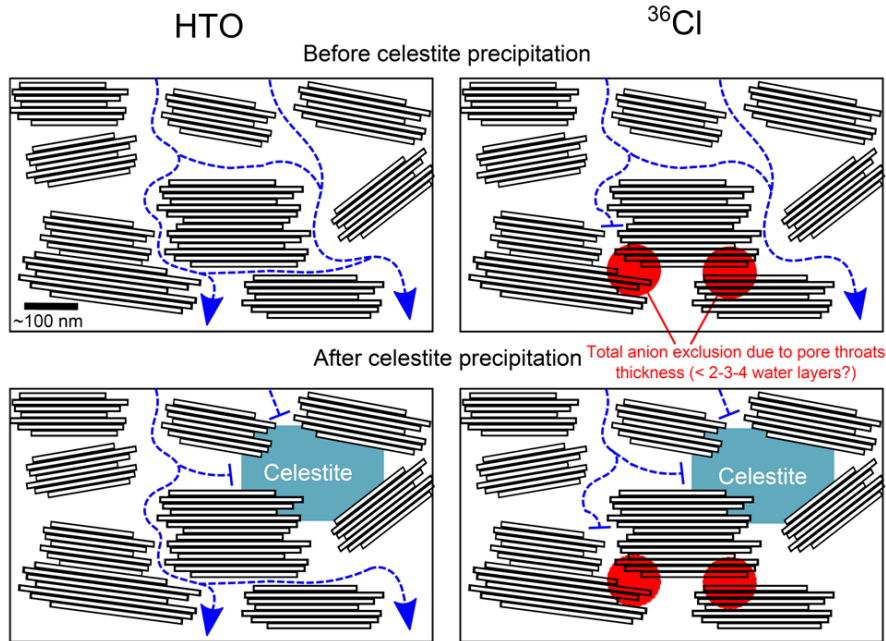 HTO
³⁶Cl
Before celestite precipitation
~100 nm
After celestite precipitation
Total anion exclusion due to pore throats
thickness (< 2-3-4 water layers?)
Celestite
Celestite